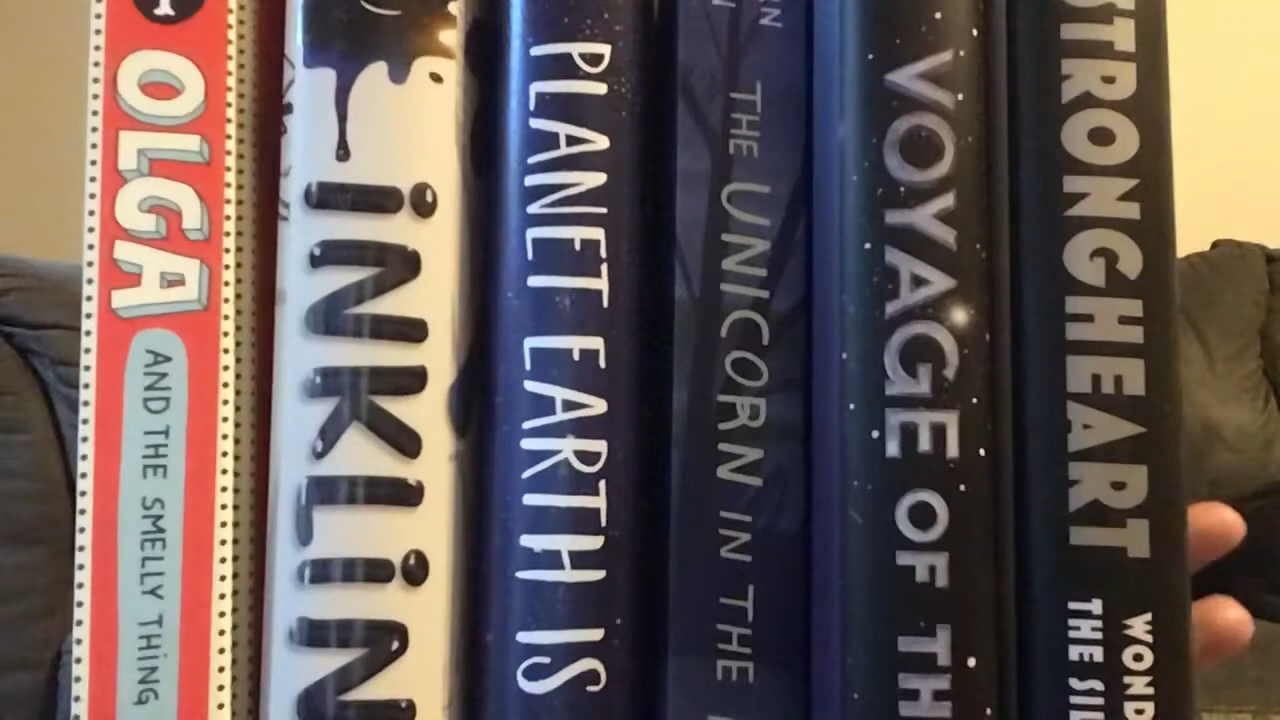 OLGA
AND THE SMELLY THING
iNKLiN
PLANET EARTH IS
THE UNICORN IN THE
VOYAGE OF TH
STRONGHEART
WOND
THE SIL